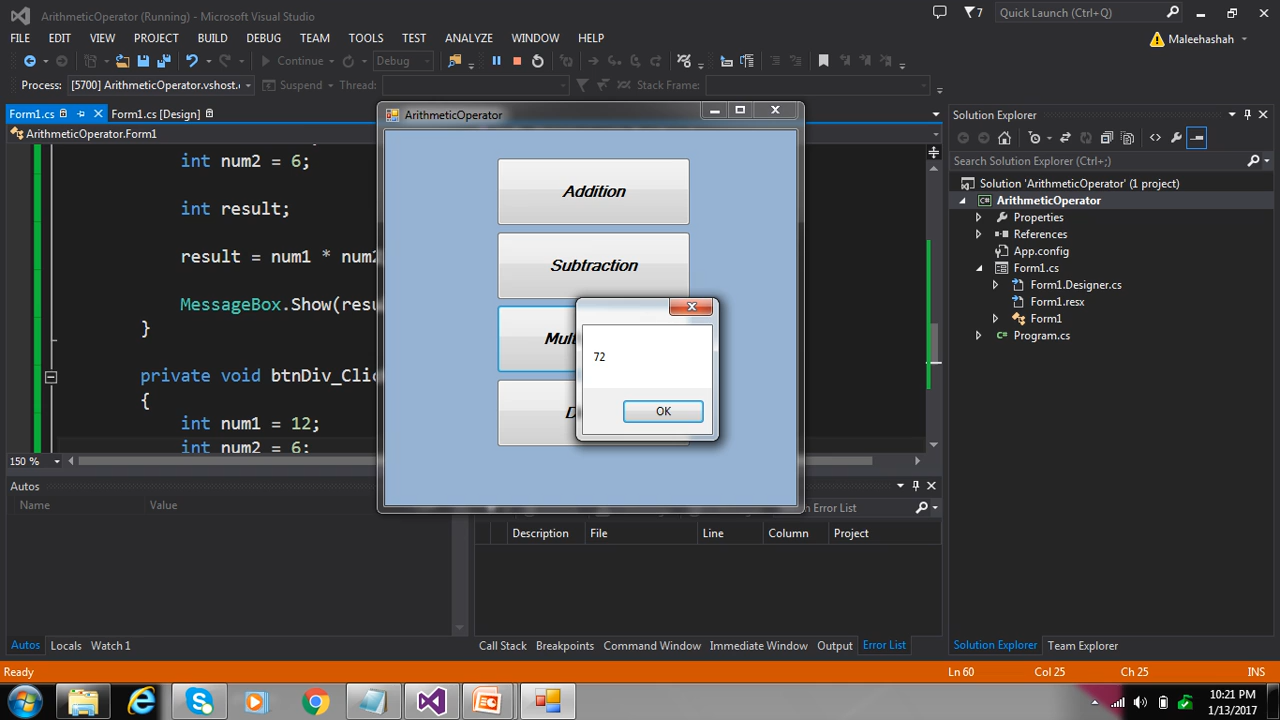 ArithmeticOperator (Running) - Microsoft Visual Studio
7
Quick Launch (Ctrl+Q)
FILE EDIT VIEW PROJECT BUILD DEBUG TEAM TOOLS TEST ANALYZE WINDOW HELP
Maleehashah
Continue
Debug
Process: [5700] ArithmeticOperator.vshost. Suspend Thread: Stack Frame:
Form1.cs Form1.cs [Design]
ArithmeticOperator.Form1
int num2 = 6;
int result;
result = num1 * num2
MessageBox.Show(resu
}
private void btnDiv_Clic
{
int num1 = 12;
int num2 = 6;
150 %
ArithmeticOperator
Addition
Subtraction
72
OK
Solution Explorer
Search Solution Explorer (Ctrl+;)
Solution 'ArithmeticOperator' (1 project)
ArithmeticOperator
Properties
References
App.config
Form1.cs
Form1.Designer.cs
Form1.resx
Form1
Program.cs
Autos
Name Value
Error List
Description File Line Column Project
Autos Locals Watch 1
Call Stack Breakpoints Command Window Immediate Window Output Error List
Solution Explorer Team Explorer
Ready
Ln 60 Col 25 Ch 25 INS
10:21 PM
1/13/2017